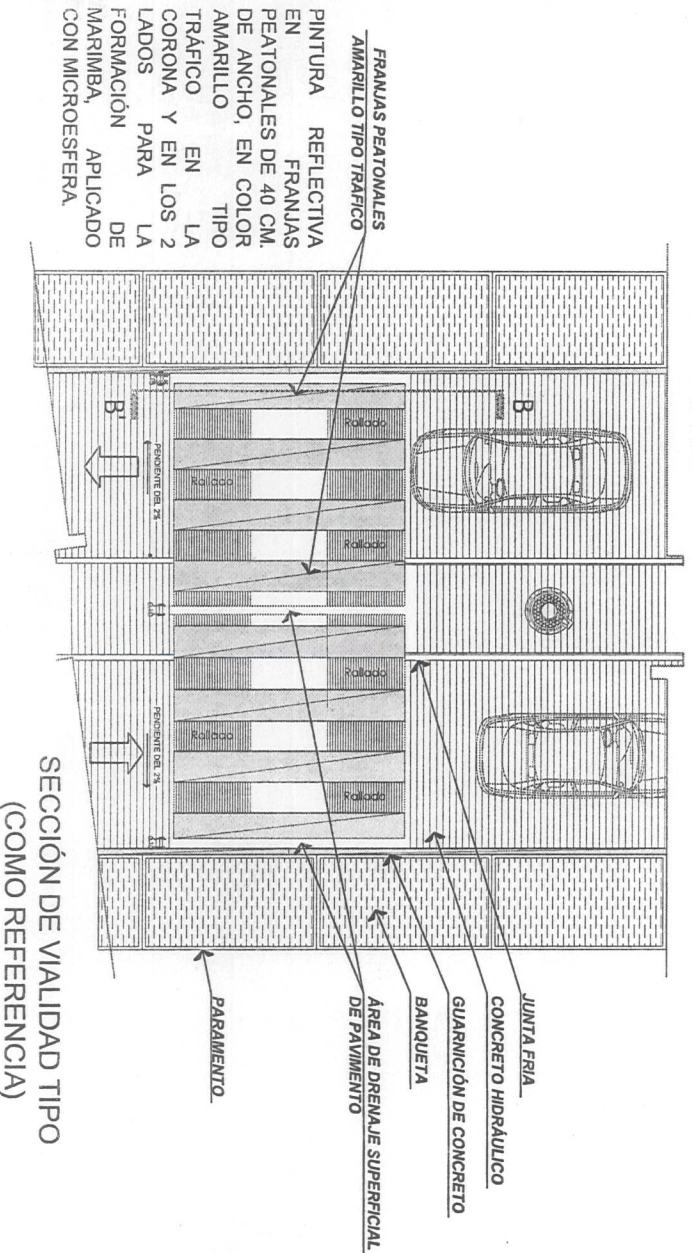 FRANJAS PEATONALES
AMARILLO TIPO TRÁFICO
PINTURA REFLECTIVA
EN FRANJAS
PEATONALES DE 40 CM.
DE ANCHO, EN COLOR
AMARILLO TIPO
TRÁFICO EN LA
CORONA Y EN LOS 2
LADOS PARA LA
FORMACIÓN DE
MARIMBA, APLICADO
CON MICROESFERA.
B
B'
Rallado
Rallado
Rallado
Rallado
Rallado
Rallado
PENDIENTE DEL 2%
PENDIENTE DEL 2%
JUNTA FRIA
CONCRETO HIDRÁULICO
GUARNICIÓN DE CONCRETO
BANQUETA
ÁREA DE DRENAJE SUPERFICIAL
DE PAVIMENTO
PARAMENTO
SECCIÓN DE VIALIDAD TIPO
(COMO REFERENCIA)